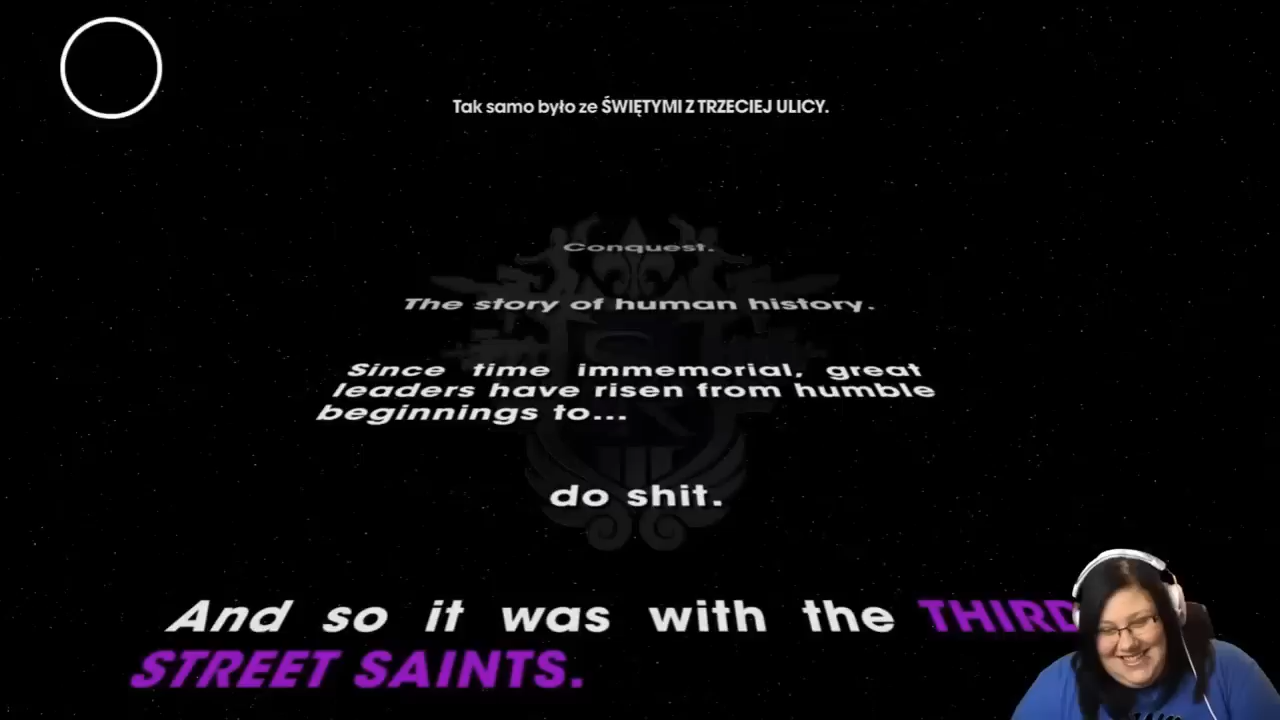 Tak samo było ze ŚWIĘTYMI Z TRZECIEJ ULICY.
Conquest.
The story of human history.
Since time immemorial, great
leaders have risen from humble
beginnings to...
do shit.
And so it was with the THIRD
STREET SAINTS.